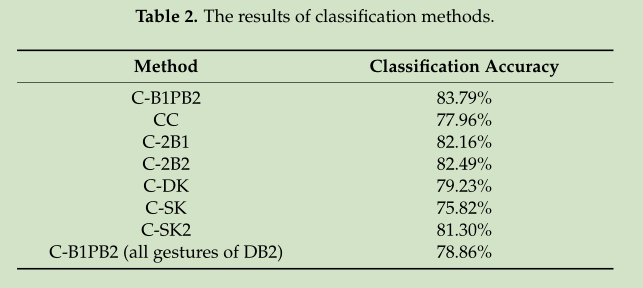 Table 2. The results of classification methods.
Method Classification Accuracy
C-B1PB2 83.79%
CC 77.96%
C-2B1 82.16%
C-2B2 82.49%
C-DK 79.23%
C-SK 75.82%
C-SK2 81.30%
C-B1PB2 (all gestures of DB2) 78.86%